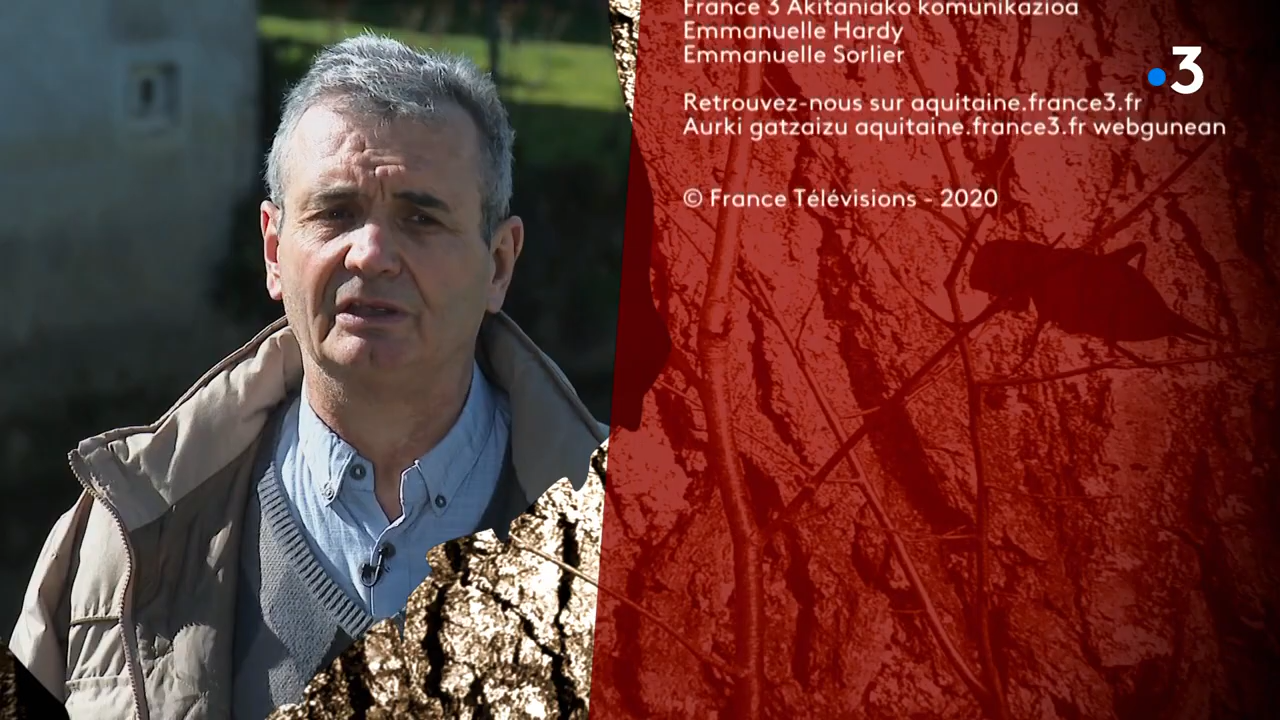 France 3 Akitaniako komunikazioa
Emmanuelle Hardy
Emmanuelle Sorlier
Retrouvez-nous sur aquitaine.france3.fr
Aurki gatzaizu aquitaine.france3.fr webgunean
© France Télévisions - 2020
3